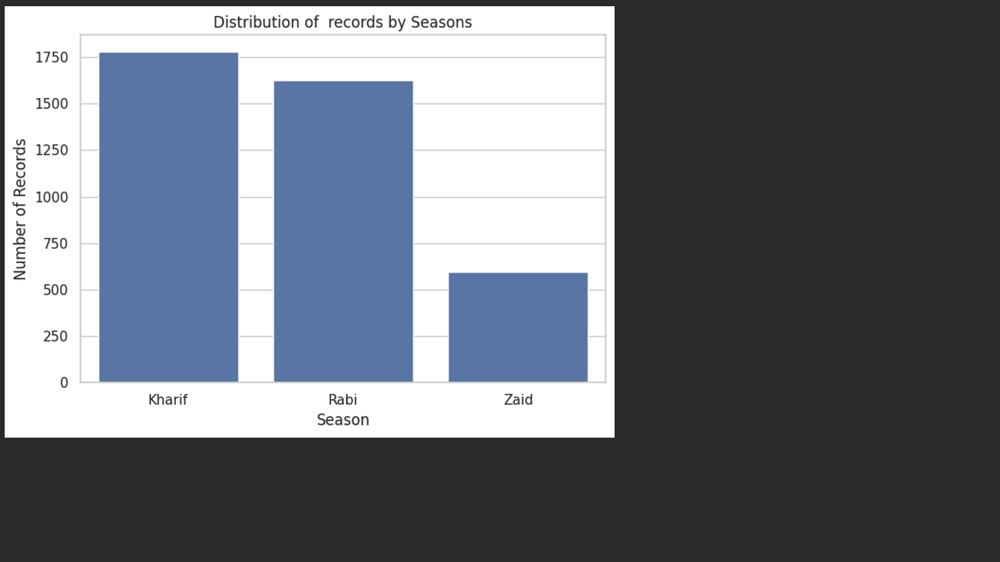 Distribution of  records by Seasons
1750
1500
1250
1000
750
500
250
0
Number of Records
Kharif Rabi Zaid
Season